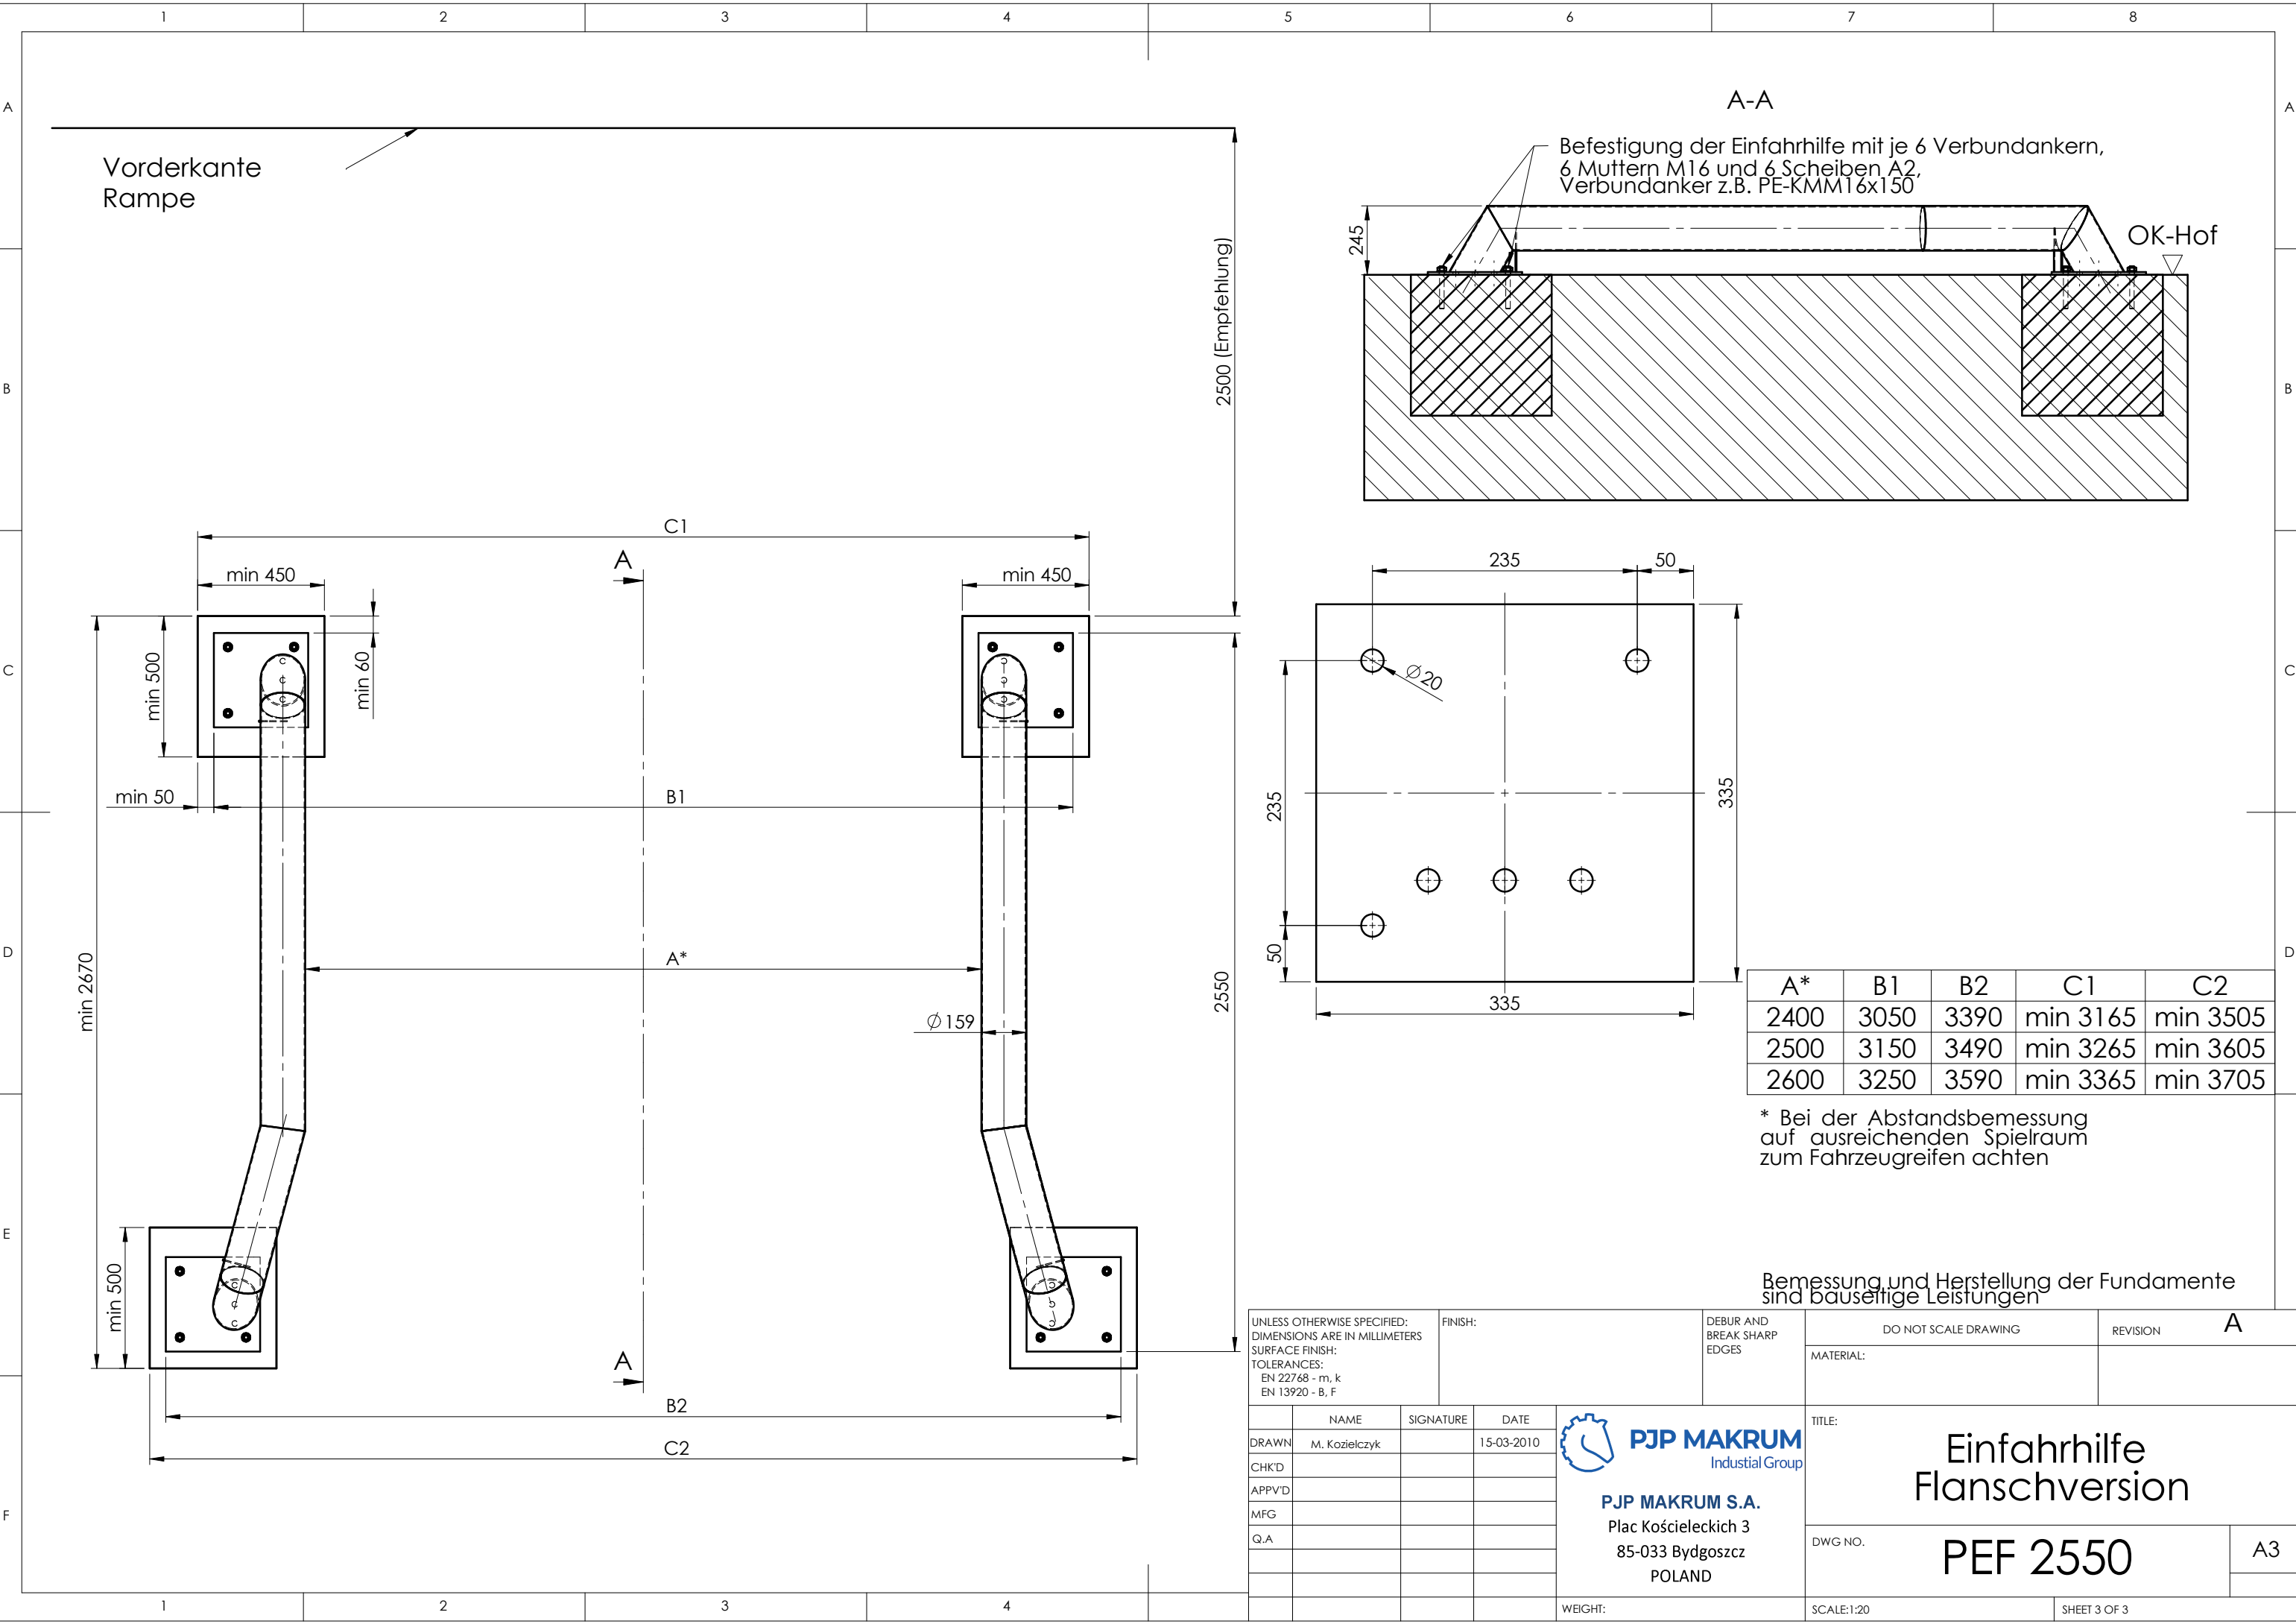 1 2 3 4 5 6 7 8
A A
B B
C C
D D
E E
F
1 2 3 4
Vorderkante
Rampe
2500 (Empfehlung)
C1
A
min 450
min 450
min 500
min 60
min 50
B1
min 2670
A*
Ø159
2550
min 500
A
B2
C2
A-A
Befestigung der Einfahrhilfe mit je 6 Verbundankern,
6 Muttern M16 und 6 Scheiben A2,
Verbundanker z.B. PE-KMM16x150
245
OK-Hof
235
50
Ø20
235
335
50
335
A* B1 B2 C1 C2
2400 3050 3390 min 3165 min 3505
2500 3150 3490 min 3265 min 3605
2600 3250 3590 min 3365 min 3705
* Bei der Abstandsbemessung
auf ausreichenden Spielraum
zum Fahrzeugreifen achten
Bemessung und Herstellung der Fundamente
sind bauseitige Leistungen
UNLESS OTHERWISE SPECIFIED:
DIMENSIONS ARE IN MILLIMETERS
SURFACE FINISH:
TOLERANCES:
EN 22768 - m, k
EN 13920 - B, F
FINISH:
DEBUR AND
BREAK SHARP
EDGES
DO NOT SCALE DRAWING
REVISION A
MATERIAL:
NAME SIGNATURE DATE
DRAWN M. Kozielczyk 15-03-2010
CHK'D
APPV'D
MFG
Q.A
PJP MAKRUM
Industial Group
PJP MAKRUM S.A.
Plac Kościeleckich 3
85-033 Bydgoszcz
POLAND
WEIGHT:
TITLE:
Einfahrhilfe
Flanschversion
DWG NO.
PEF 2550
A3
SCALE:1:20
SHEET 3 OF 3